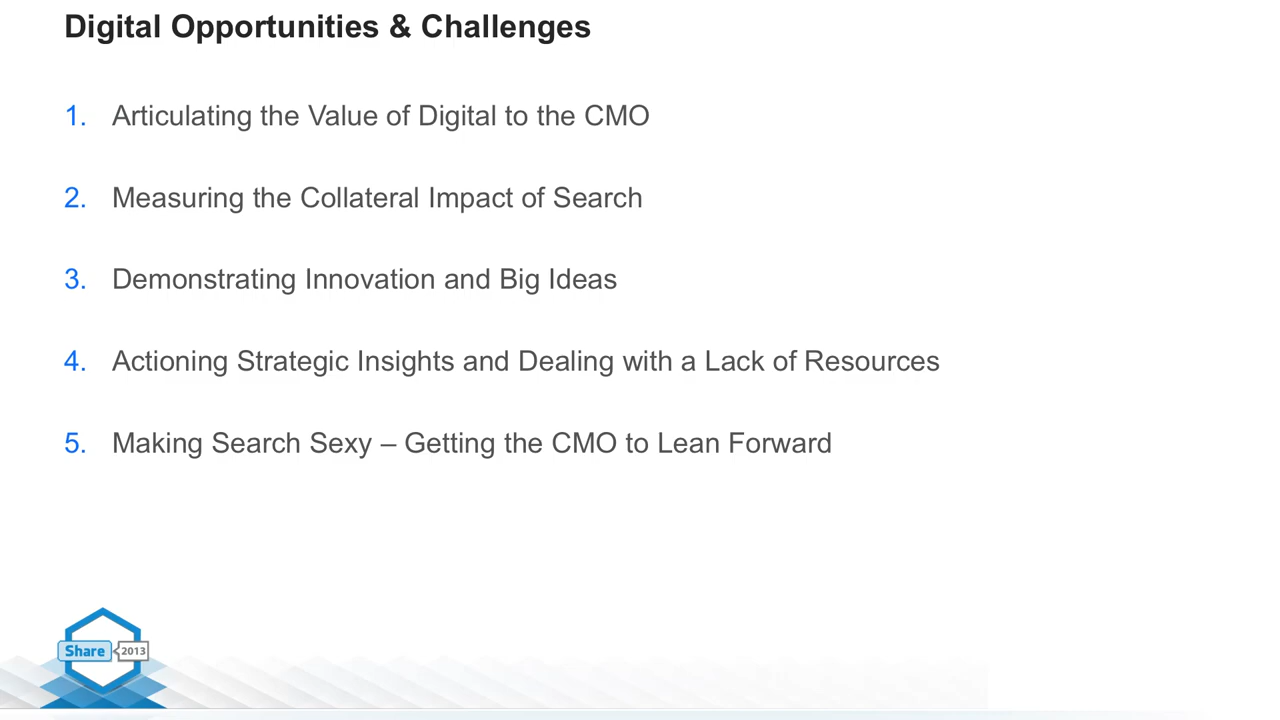 Digital Opportunities & Challenges
1. Articulating the Value of Digital to the CMO
2. Measuring the Collateral Impact of Search
3. Demonstrating Innovation and Big Ideas
4. Actioning Strategic Insights and Dealing with a Lack of Resources
5. Making Search Sexy – Getting the CMO to Lean Forward
Share 2013